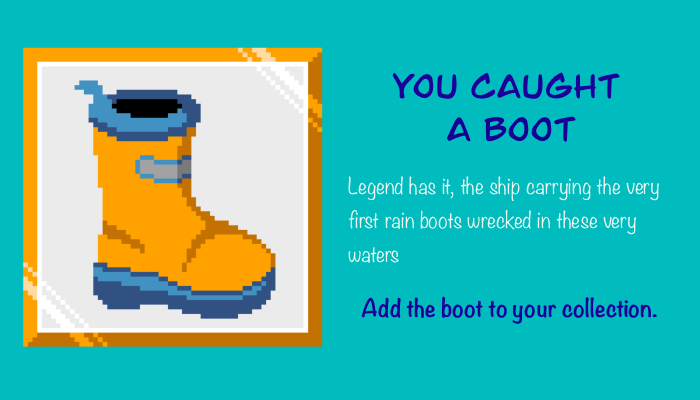 YOU CAUGHT
A BOOT
Legend has it, the ship carrying the very
first rain boots wrecked in these very
waters
Add the boot to your collection.